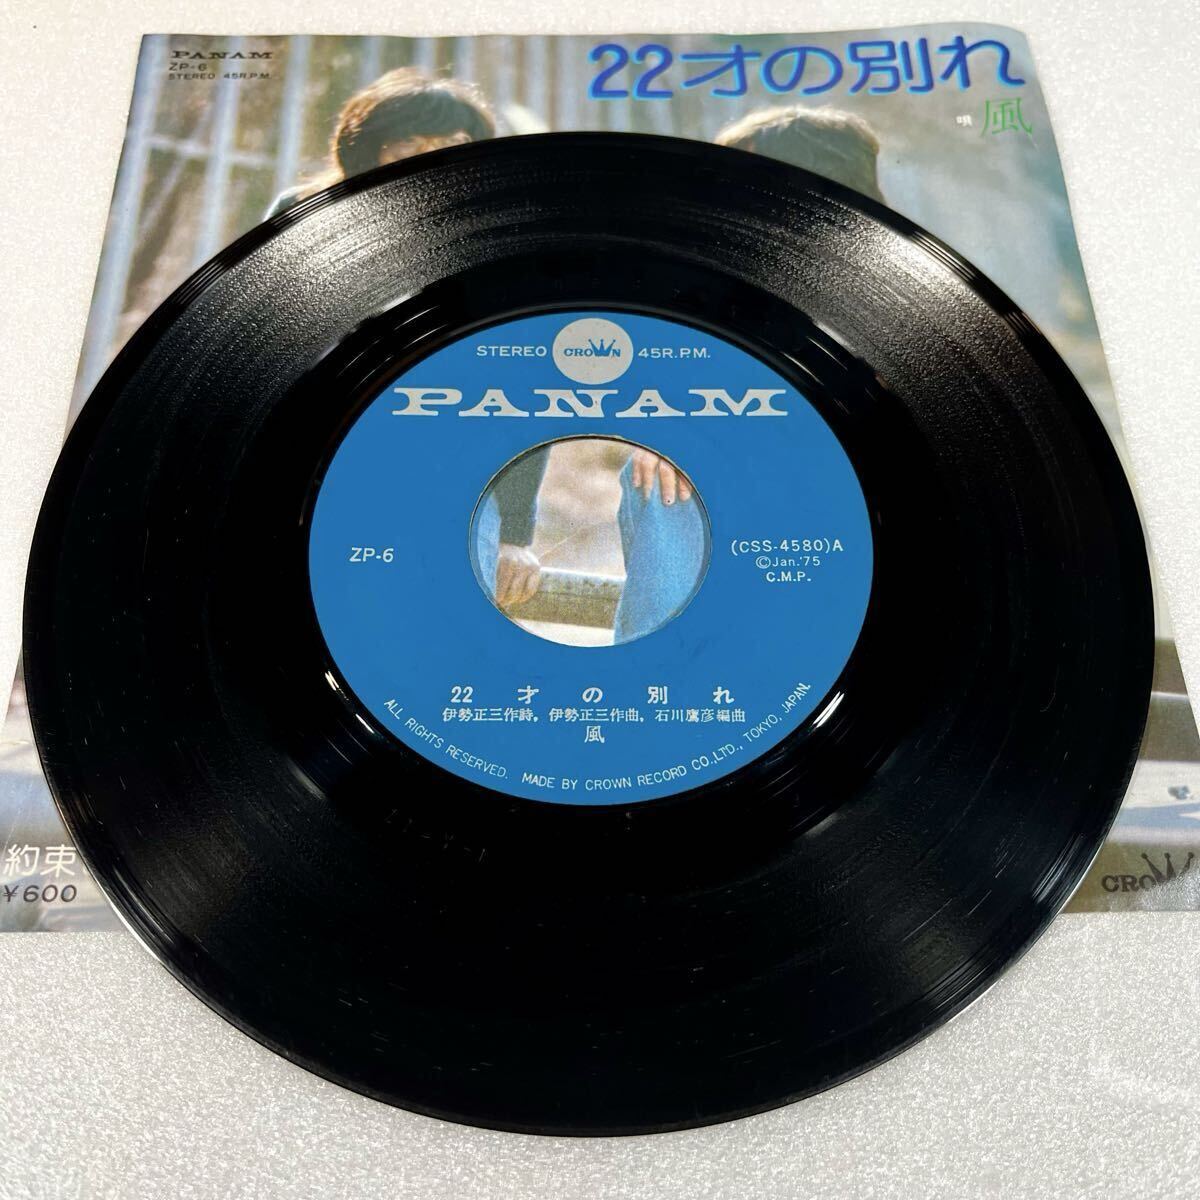 PANAM
ZP-6
STEREO 45R.P.M.
22才の別れ
唄 風
STEREO CROWN 45R.P.M.
PANAM
ZP-6
(CSS-4580)A
©Jan.'75
C.M.P.
22才の別れ
伊勢正三作詩, 伊勢正三作曲, 石川鷹彦編曲
風
ALL RIGHTS RESERVED. MADE BY CROWN RECORD CO.,LTD., TOKYO, JAPAN.
約束
¥600
CROWN